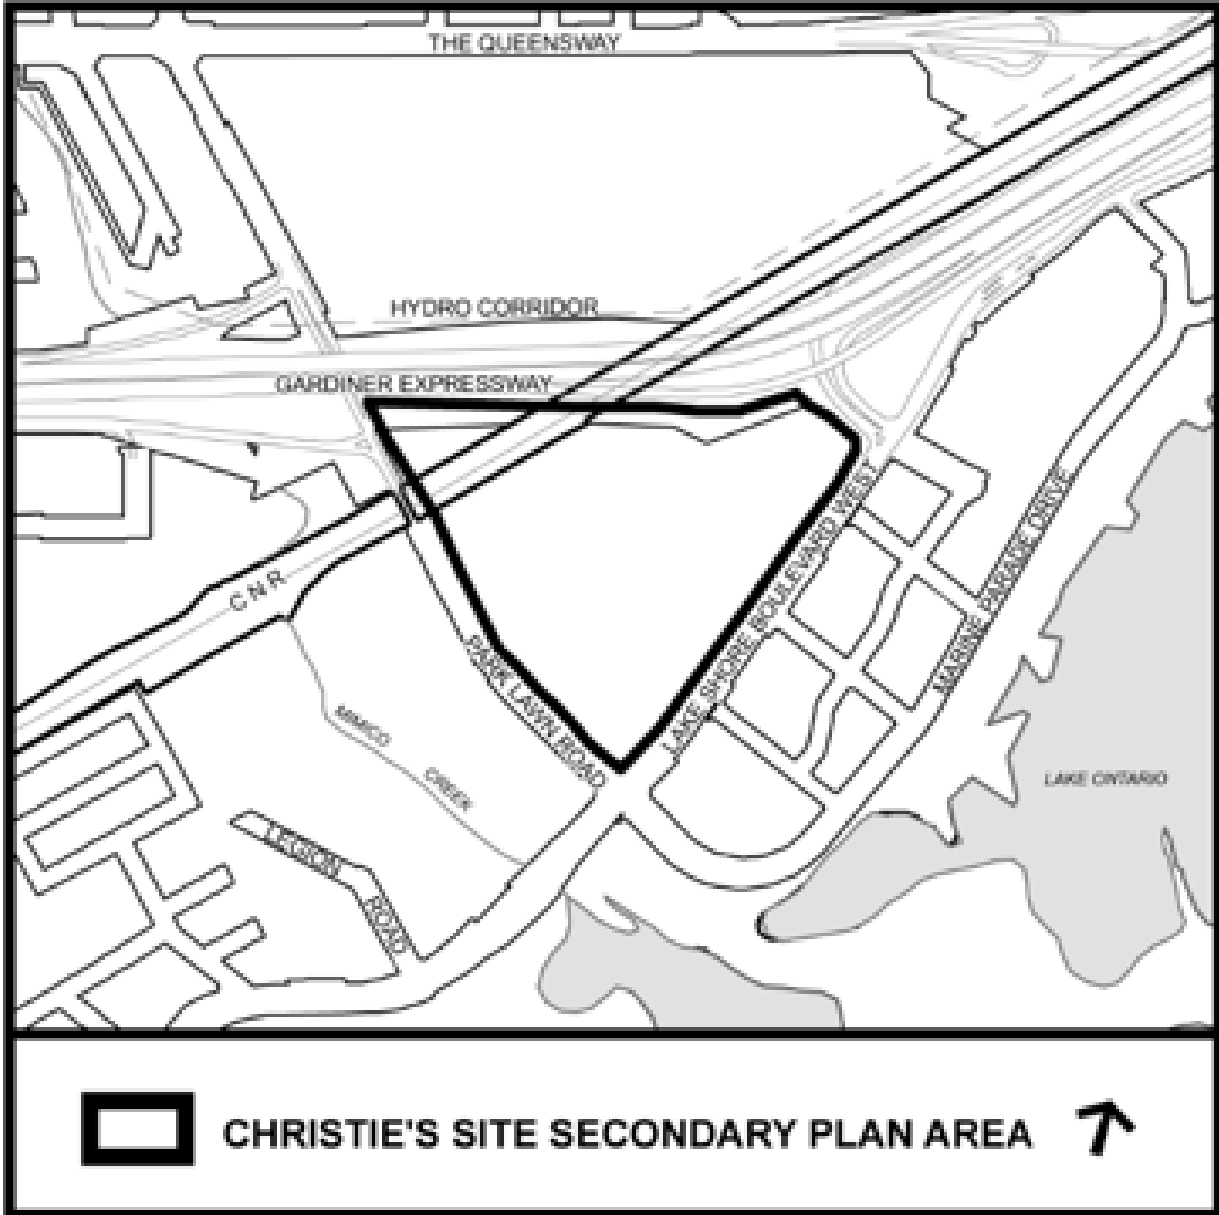 THE QUEENSWAY
HYDRO CORRIDOR
GARDINER EXPRESSWAY
CNR
PARK LAWN ROAD
LAKE SHORE BOULEVARD WEST
MARINE PARADE DRIVE
MIMICO
CREEK
LEGION
ROAD
LAKE ONTARIO
CHRISTIE'S SITE SECONDARY PLAN AREA